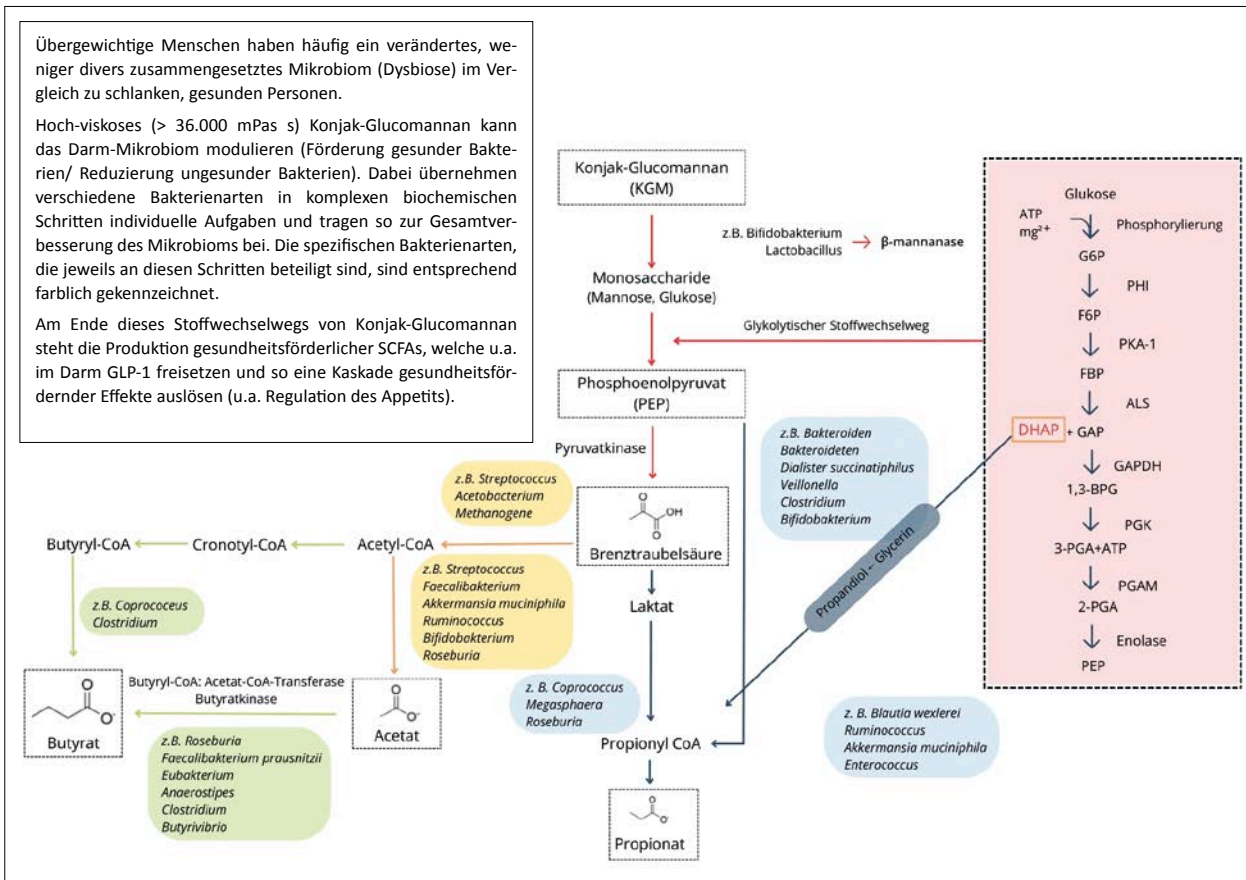 Übergewichtige Menschen haben häufig ein verändertes, we-
niger divers zusammengesetztes Mikrobiom (Dysbiose) im Ver-
gleich zu schlanken, gesunden Personen.
Hoch-viskoses (> 36.000 mPas s) Konjak-Glucomannan kann
das Darm-Mikrobiom modulieren (Förderung gesunder Bakte-
rien/ Reduzierung ungesunder Bakterien). Dabei übernehmen
verschiedene Bakterienarten in komplexen biochemischen
Schritten individuelle Aufgaben und tragen so zur Gesamtver-
besserung des Mikrobioms bei. Die spezifischen Bakterienarten,
die jeweils an diesen Schritten beteiligt sind, sind entsprechend
farblich gekennzeichnet.
Am Ende dieses Stoffwechselwegs von Konjak-Glucomannan
steht die Produktion gesundheitsförderlicher SCFAs, welche u.a.
im Darm GLP-1 freisetzen und so eine Kaskade gesundheitsför-
dernder Effekte auslösen (u.a. Regulation des Appetits).
Konjak-Glucomannan
(KGM)
z.B. Bifidobakterium
Lactobacillus
β-mannanase
Monosaccharide
(Mannose, Glukose)
Glykolytischer Stoffwechselweg
Phosphoenolpyruvat
(PEP)
Pyruvatkinase
z.B. Bakteroiden
Bakteroideten
Dialister succinatiphilus
Veillonella
Clostridium
Bifidobakterium
z.B. Streptococcus
Acetobacterium
Methanogene
O
OH
O
Brenztraubelsäure
Butyryl-CoA
Cronotyl-CoA
Acetyl-CoA
z.B. Streptococcus
Faecalibakterium
Akkermansia muciniphila
Ruminococcus
Bifidobakterium
Roseburia
Laktat
z.B. Coprococeus
Clostridium
Propandiol ← Glycerin
Butyryl-CoA: Acetat-CoA-Transferase
Butyratkinase
O
O-
Butyrat
O
O-
Acetat
z. B. Coprococcus
Megasphaera
Roseburia
z.B. Roseburia
Faecalibakterium prausnitzii
Eubakterium
Anaerostipes
Clostridium
Butyrivibrio
Propionyl CoA
O
O-
Propionat
z. B. Blautia wexlerei
Ruminococcus
Akkermansia muciniphila
Enterococcus
Glukose
ATP
mg²⁺
Phosphorylierung
G6P
PHI
F6P
PKA-1
FBP
ALS
DHAP + GAP
GAPDH
1,3-BPG
PGK
3-PGA+ATP
PGAM
2-PGA
Enolase
PEP